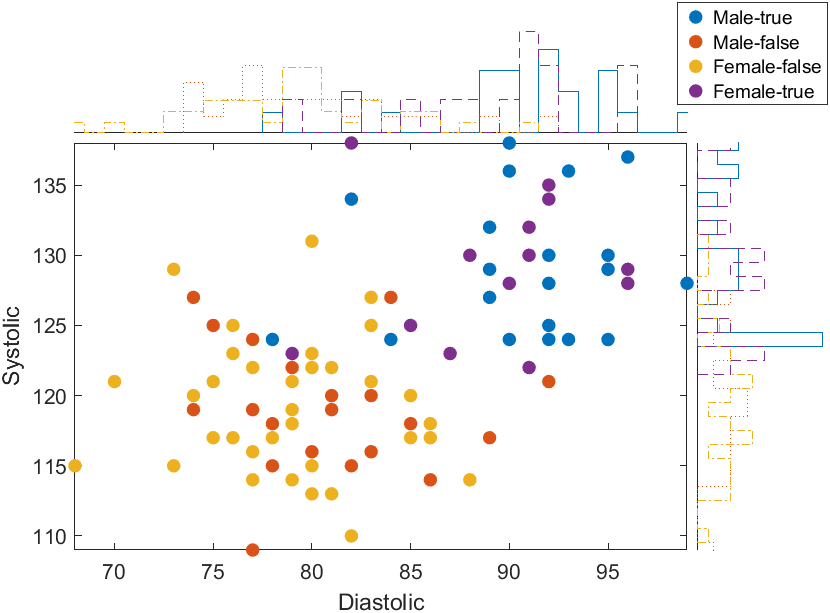 Male-true
Male-false
Female-false
Female-true
135
130
125
120
115
110
Systolic
70 75 80 85 90 95
Diastolic